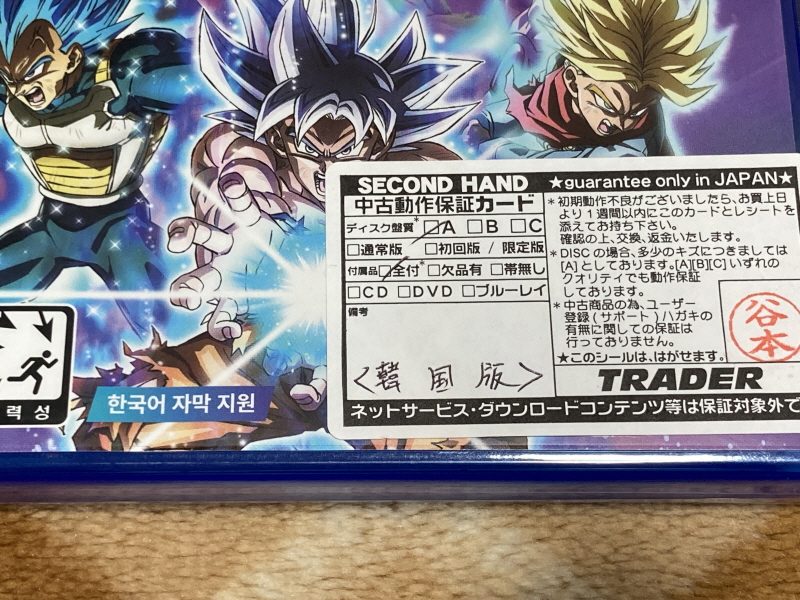 SECOND HAND
★guarantee only in JAPAN★
中古動作保証カード
ディスク盤質* □A □B □C
□通常版 □初回版 / 限定版
付属品□全付* □欠品有 □帯無し
□CD □DVD □ブルーレイ
備考
<韓国版>
*初期動作不良がございましたら、お買上日
より1週間以内にこのカードとレシートを
添えてお持ち下さい。
確認の上、交換、返金いたします。
*DISCの場合、多少のキズにつきましては
[A]としております。[A][B][C]いずれの
クオリティでも動作保証
しております。
*中古商品の為、ユーザー
登録(サポート)ハガキの
有無に関しての保証は
行っておりません。
★このシールは、はがせます。
谷本
TRADER
ネットサービス・ダウンロードコンテンツ等は保証対象外で
력성
한국어 자막 지원